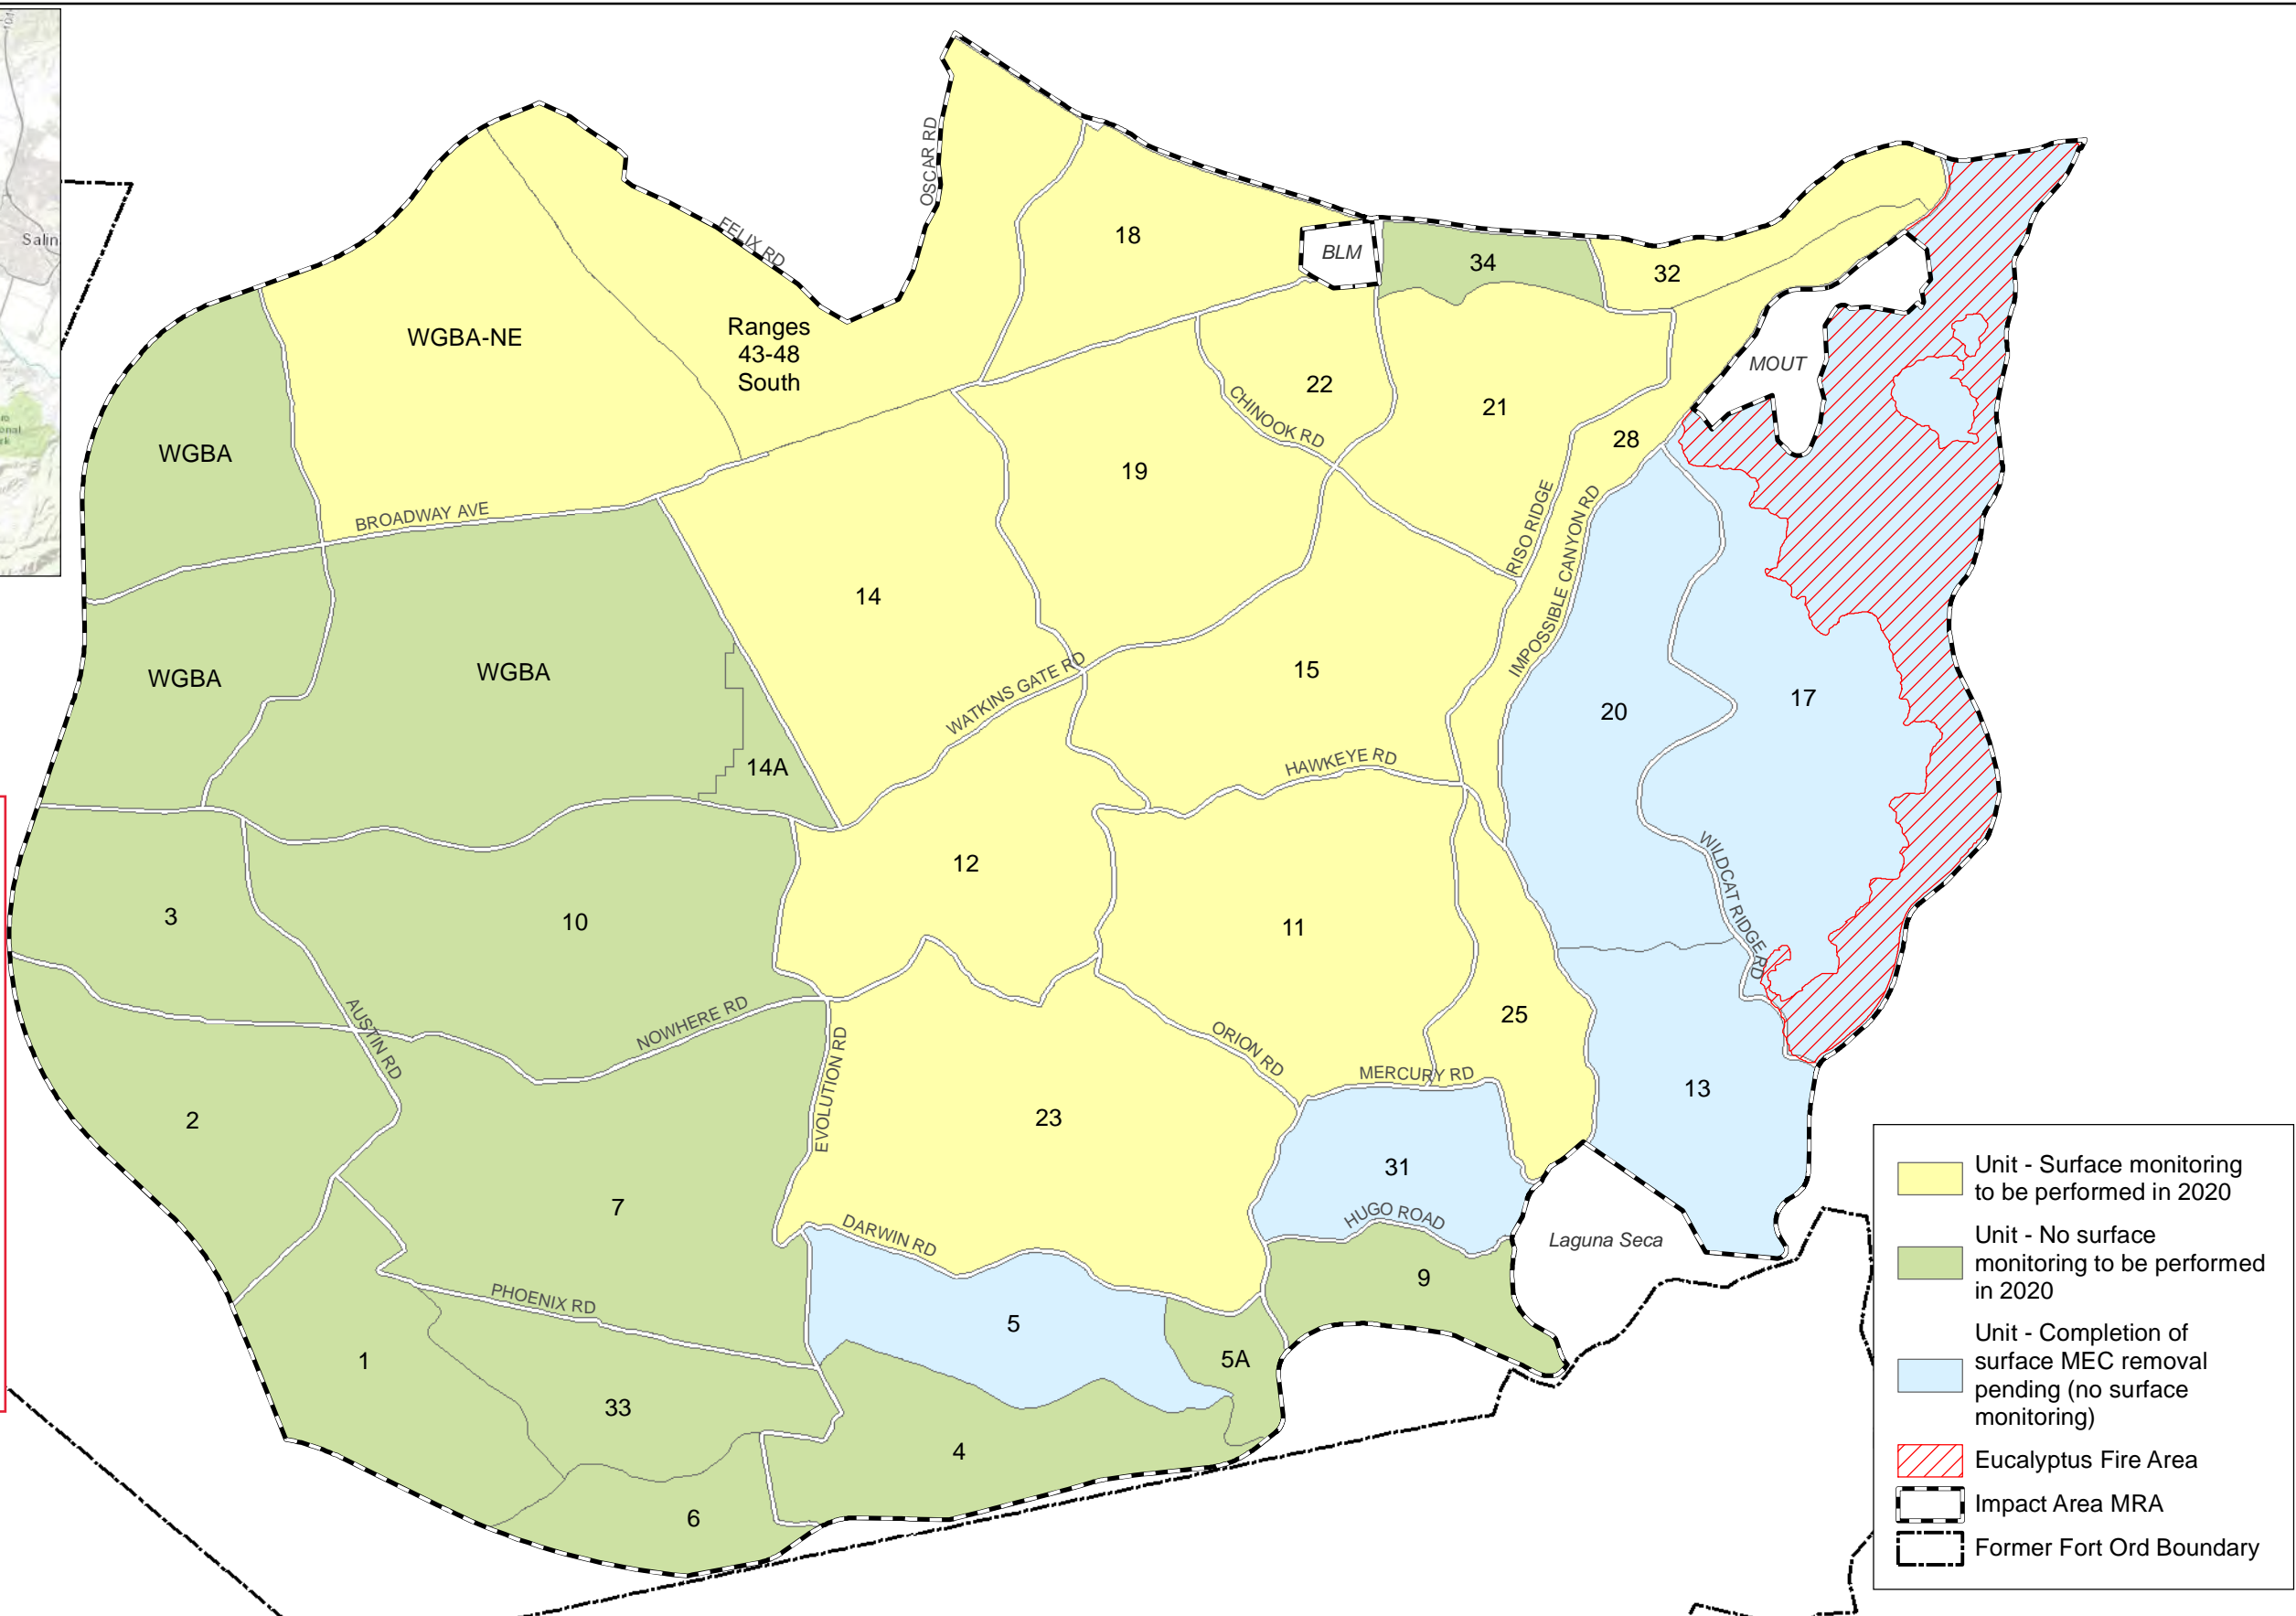 Salin
OSCAR RD
FELIX RD
18
BLM
34
32
WGBA-NE
Ranges
43-48
South
MOUT
22
21
CHINOOK RD
28
WGBA
19
BROADWAY AVE
RISO RIDGE
IMPOSSIBLE CANYON RD
14
WGBA
WGBA
WATKINS GATE RD
15
20
17
14A
HAWKEYE RD
12
WILDCAT RIDGE RD
3
10
11
AUSTIN RD
NOWHERE RD
25
ORION RD
EVOLUTION RD
MERCURY RD
13
2
23
31
7
HUGO ROAD
DARWIN RD
Laguna Seca
9
PHOENIX RD
5
1
5A
33
4
6
Unit - Surface monitoring
to be performed in 2020
Unit - No surface
monitoring to be performed
in 2020
Unit - Completion of
surface MEC removal
pending (no surface
monitoring)
Eucalyptus Fire Area
Impact Area MRA
Former Fort Ord Boundary